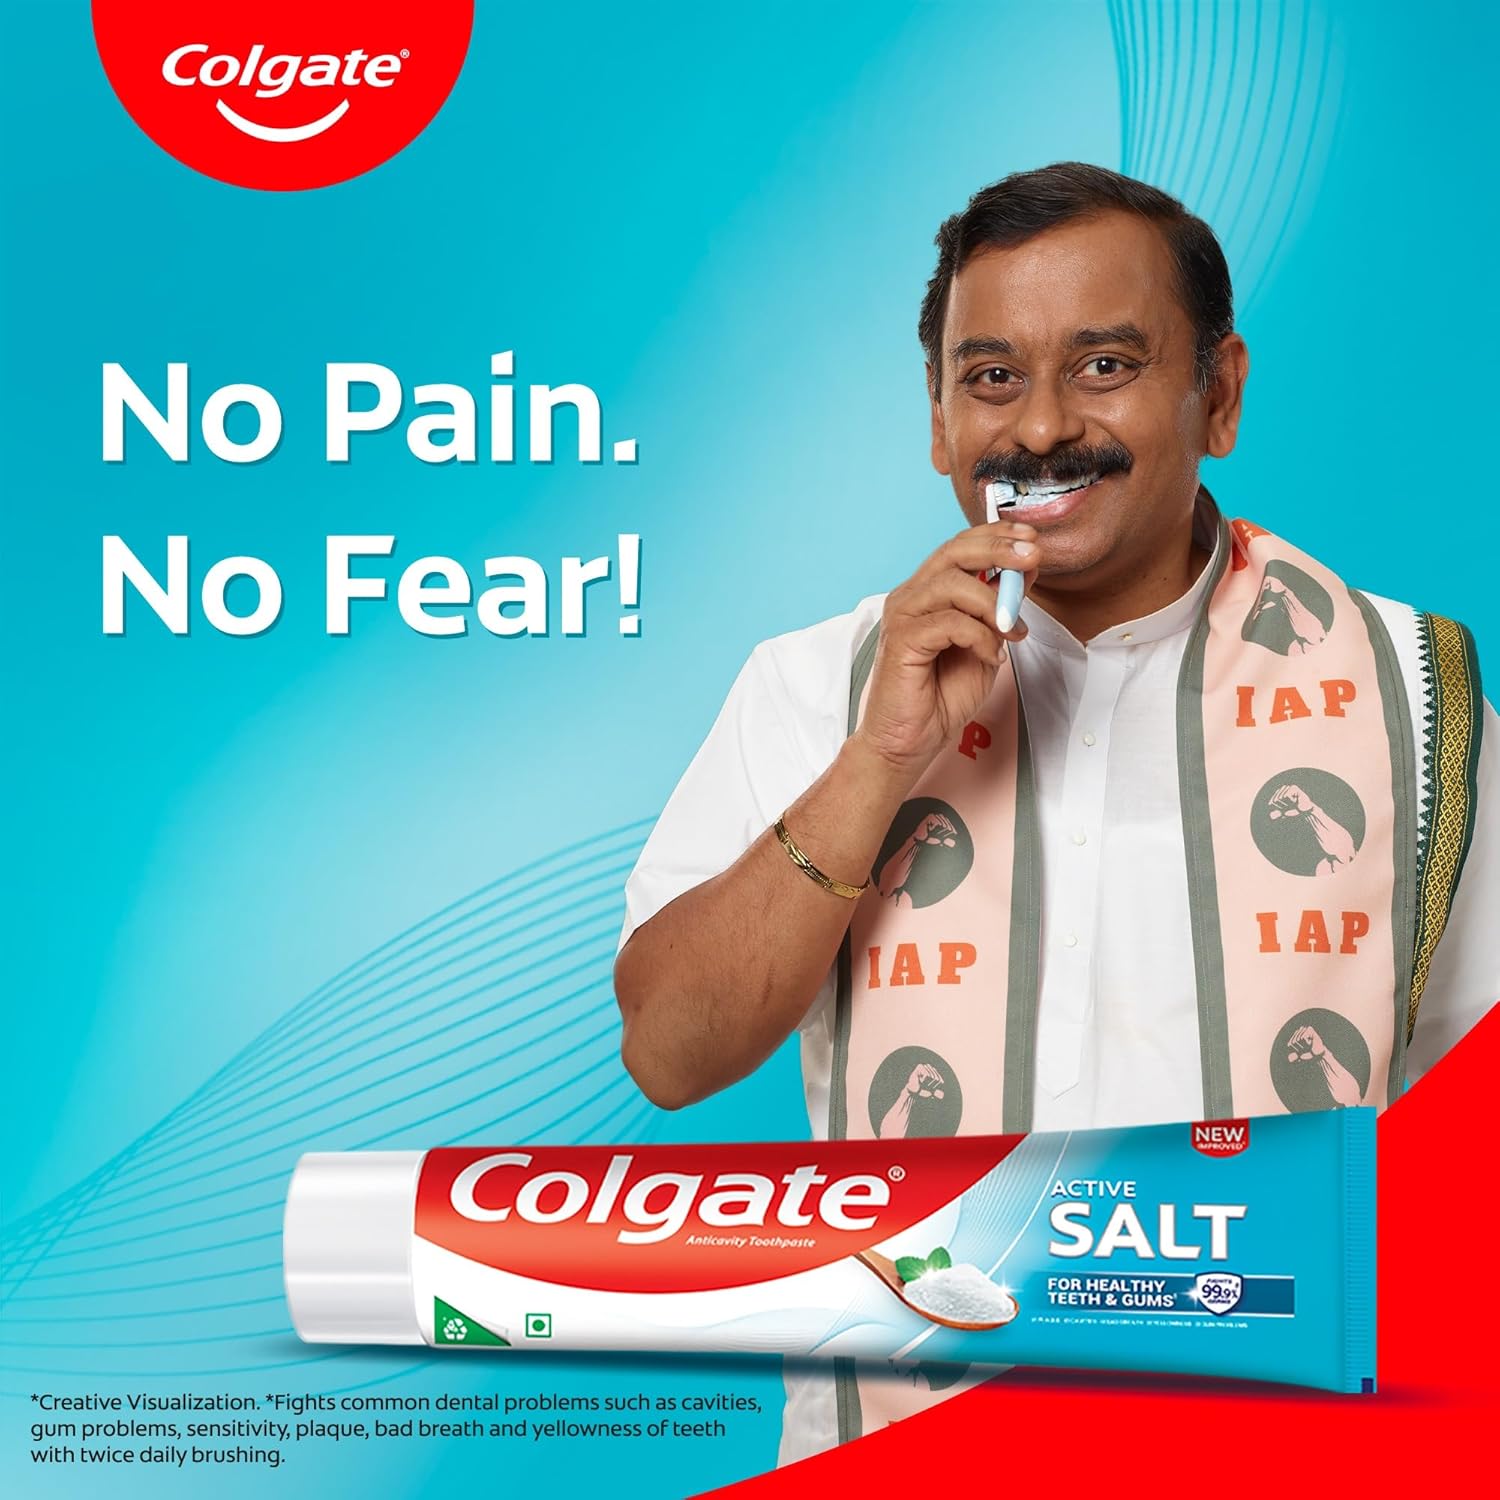 Colgate®
No Pain.
No Fear!
IAP
P
IAP
IAP
NEW
IMPROVED
Colgate®
Anticavity Toothpaste
ACTIVE
SALT
FOR HEALTHY
TEETH & GUMS
FIGHTS
99.9%
*Creative Visualization. *Fights common dental problems such as cavities,
gum problems, sensitivity, plaque, bad breath and yellowness of teeth
with twice daily brushing.